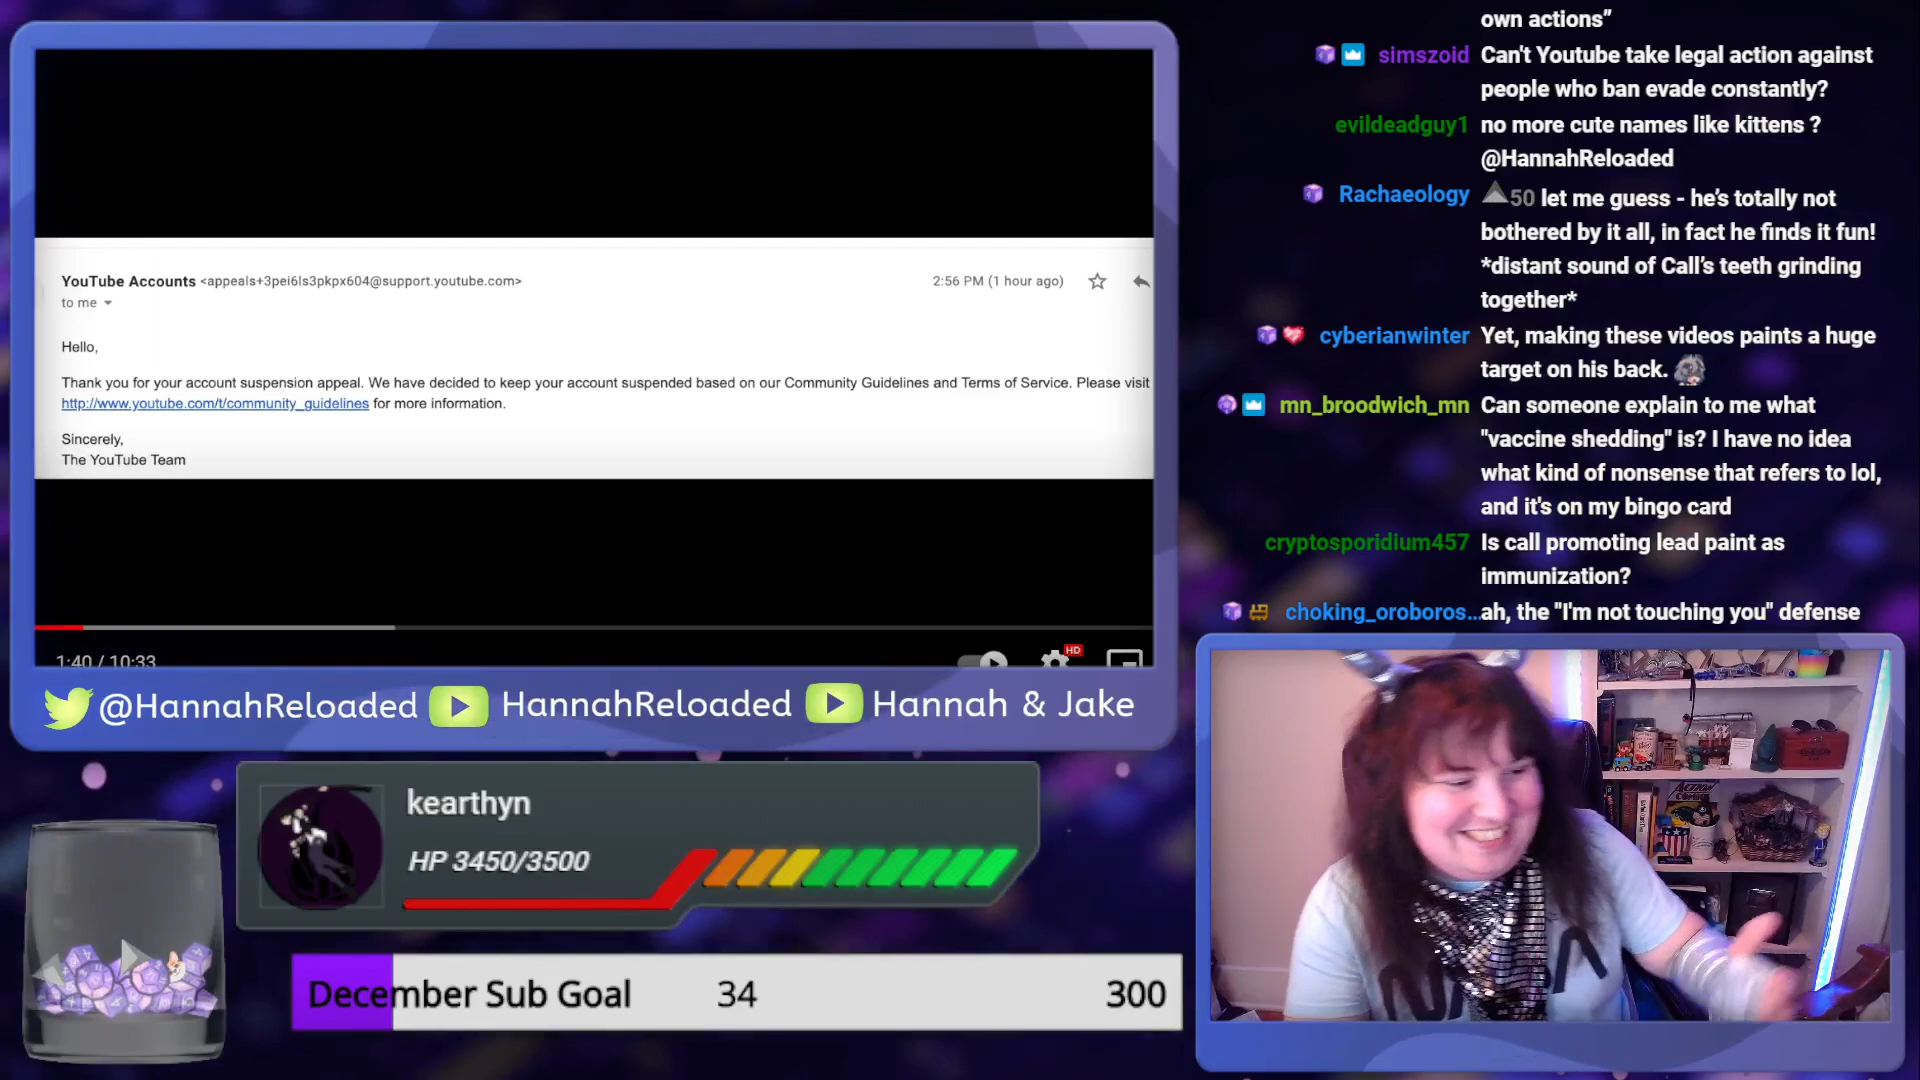 own actions”
simszoid Can't Youtube take legal action against
people who ban evade constantly?
evildeadguy1 no more cute names like kittens ?
@HannahReloaded
Rachaeology 50 let me guess - he’s totally not
bothered by it all, in fact he finds it fun!
*distant sound of Call’s teeth grinding
together*
cyberianwinter Yet, making these videos paints a huge
target on his back.
mn_broodwich_mn Can someone explain to me what
"vaccine shedding" is? I have no idea
what kind of nonsense that refers to lol,
and it's on my bingo card
cryptosporidium457 Is call promoting lead paint as
immunization?
choking_oroboros... ah, the "I'm not touching you" defense
YouTube Accounts <appeals+3pei6ls3pkpx604@support.youtube.com> 2:56 PM (1 hour ago)
to me
Hello,
Thank you for your account suspension appeal. We have decided to keep your account suspended based on our Community Guidelines and Terms of Service. Please visit
http://www.youtube.com/t/community_guidelines for more information.
Sincerely,
The YouTube Team
1:40 / 10:33 HD
@HannahReloaded HannahReloaded Hannah & Jake
kearthyn
HP 3450/3500
December Sub Goal 34 300
ACTION
COMICS